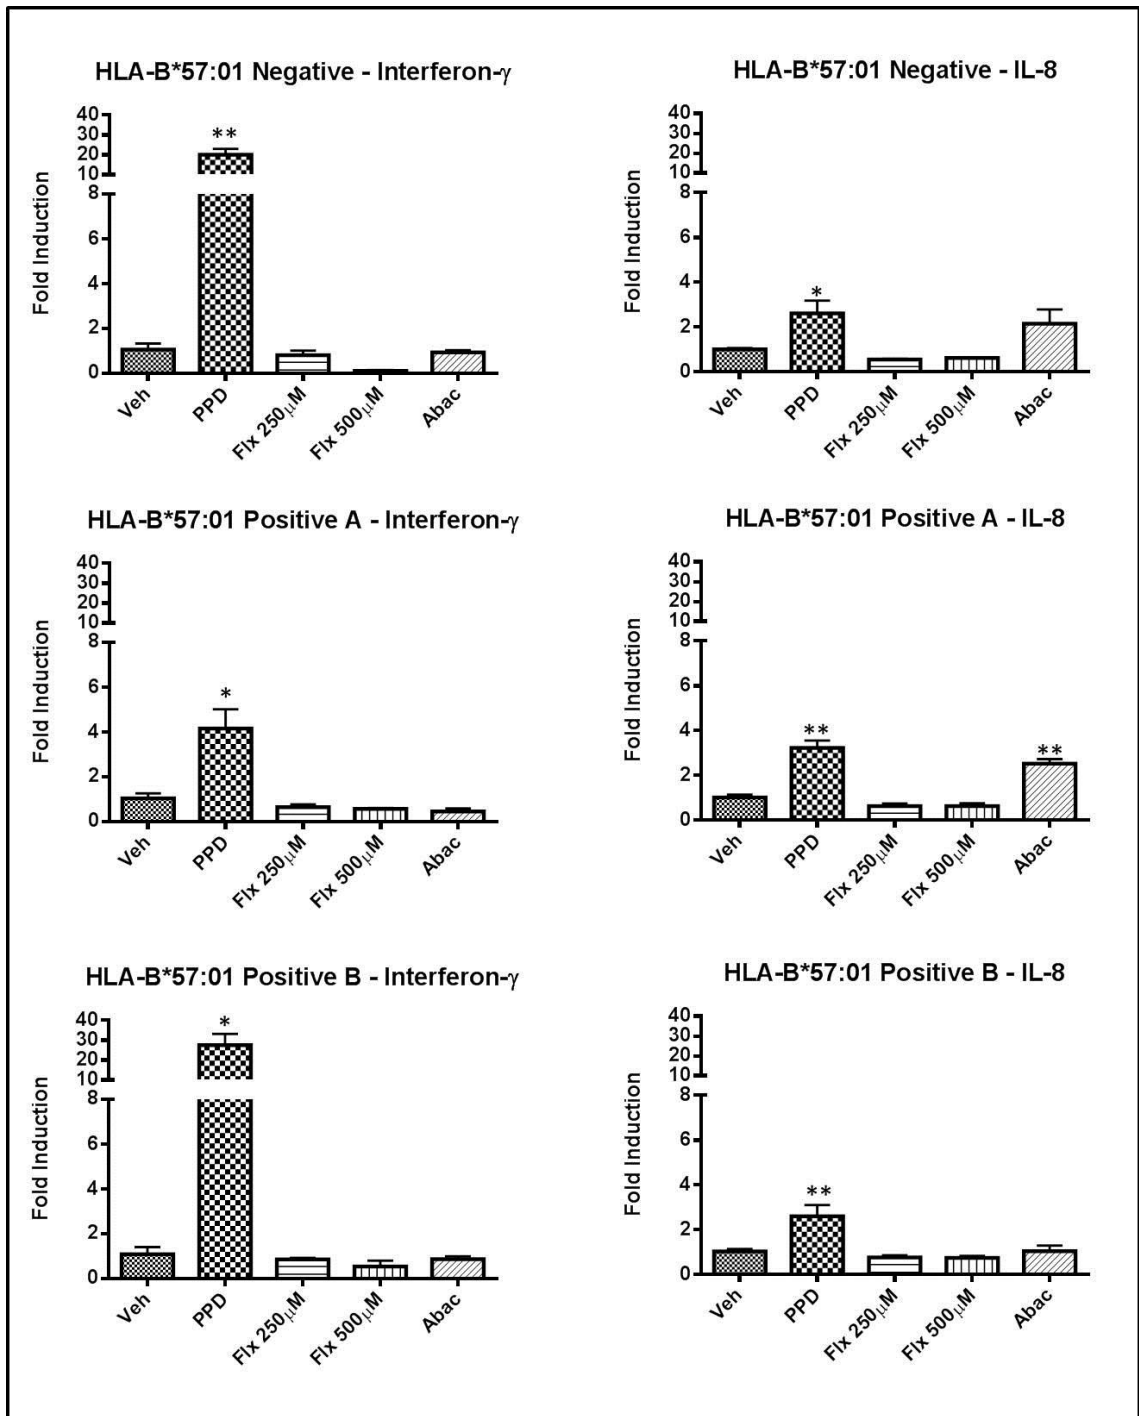 HLA-B*57:01 Negative - Interferon-γ
Fold Induction
40
30
20
10
8
6
4
2
0
**
Veh
PPD
Flx 250μM
Flx 500μM
Abac
HLA-B*57:01 Negative - IL-8
Fold Induction
40
30
20
10
8
6
4
2
0
*
Veh
PPD
Flx 250μM
Flx 500μM
Abac
HLA-B*57:01 Positive A - Interferon-γ
Fold Induction
40
30
20
10
8
6
4
2
0
*
Veh
PPD
Flx 250μM
Flx 500μM
Abac
HLA-B*57:01 Positive A - IL-8
Fold Induction
40
30
20
10
8
6
4
2
0
**
**
Veh
PPD
Flx 250μM
Flx 500μM
Abac
HLA-B*57:01 Positive B - Interferon-γ
Fold Induction
40
30
20
10
8
6
4
2
0
*
Veh
PPD
Flx 250μM
Flx 500μM
Abac
HLA-B*57:01 Positive B - IL-8
Fold Induction
40
30
20
10
8
6
4
2
0
**
Veh
PPD
Flx 250μM
Flx 500μM
Abac